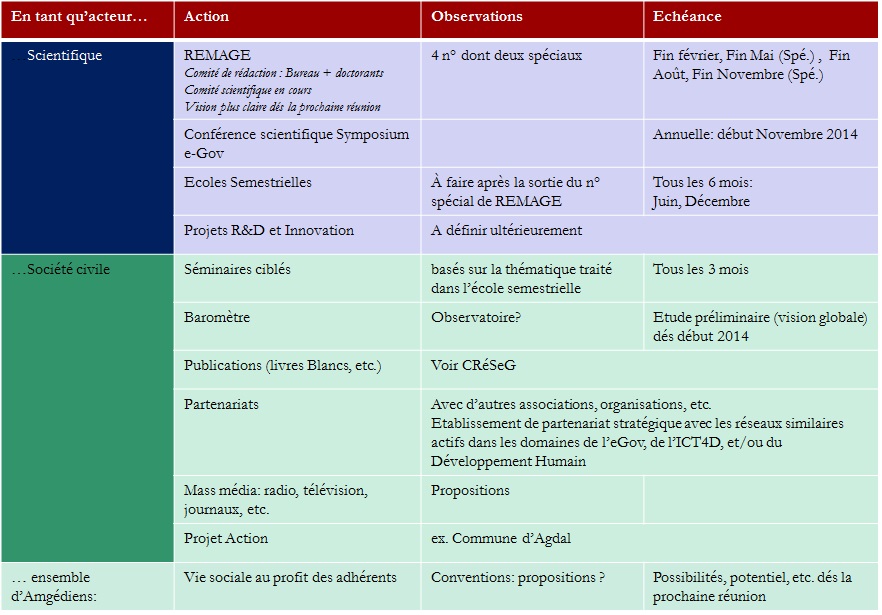 En tant qu'acteur… Action Observations Echéance
…Scientifique
REMAGE
Comité de rédaction : Bureau + doctorants
Comité scientifique en cours
Vision plus claire dés la prochaine réunion
4 n° dont deux spéciaux
Fin février, Fin Mai (Spé.) , Fin
Août, Fin Novembre (Spé.)
Conférence scientifique Symposium
e-Gov
Annuelle: début Novembre 2014
Ecoles Semestrielles
À faire après la sortie du n°
spécial de REMAGE
Tous les 6 mois:
Juin, Décembre
Projets R&D et Innovation
A définir ultérieurement
…Société civile
Séminaires ciblés
basés sur la thématique traité
dans l'école semestrielle
Tous les 3 mois
Baromètre
Observatoire?
Etude préliminaire (vision globale)
dés début 2014
Publications (livres Blancs, etc.)
Voir CRéSeG
Partenariats
Avec d'autres associations, organisations, etc.
Etablissement de partenariat stratégique avec les réseaux similaires
actifs dans les domaines de l'eGov, de l'ICT4D, et/ou du
Développement Humain
Mass média: radio, télévision,
journaux, etc.
Propositions
Projet Action
ex. Commune d'Agdal
… ensemble
d'Amgédiens:
Vie sociale au profit des adhérents
Conventions: propositions ?
Possibilités, potentiel, etc. dés la
prochaine réunion